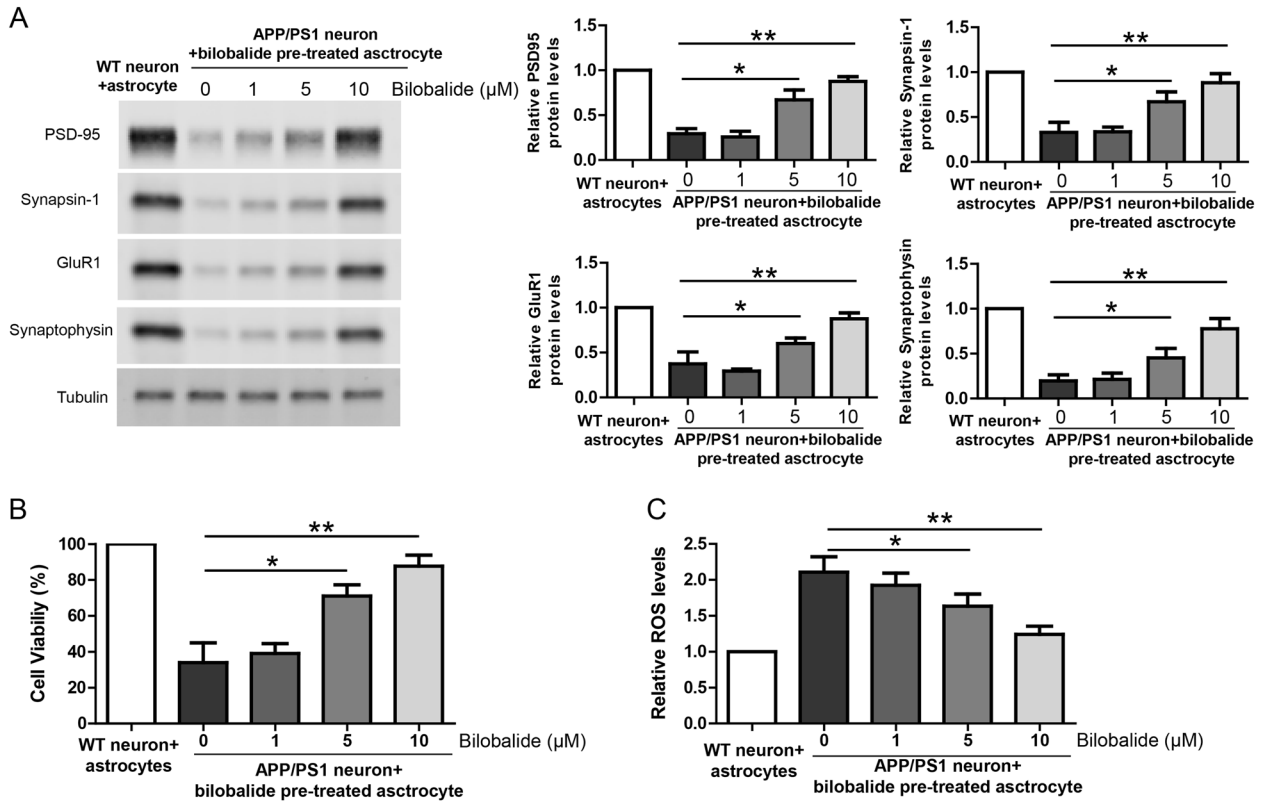 A
APP/PS1 neuron
+bilobalide pre-treated asctrocyte
WT neuron
+astrocyte
0 1 5 10 Bilobalide (μM)
PSD-95
Synapsin-1
GluR1
Synaptophysin
Tubulin
Relative PSD95
protein levels
1.5
1.0
0.5
0.0
**
*
WT neuron+
astrocytes
0 1 5 10
APP/PS1 neuron+bilobalide
pre-treated asctrocyte
Relative Synapsin-1
protein levels
1.5
1.0
0.5
0.0
**
*
WT neuron+
astrocytes
0 1 5 10
APP/PS1 neuron+bilobalide
pre-treated asctrocyte
Relative GluR1
protein levels
1.5
1.0
0.5
0.0
**
*
WT neuron+
astrocytes
0 1 5 10
APP/PS1 neuron+bilobalide
pre-treated asctrocyte
Relative Synaptophysin
protein levels
1.5
1.0
0.5
0.0
**
*
WT neuron+
astrocytes
0 1 5 10
APP/PS1 neuron+bilobalide
pre-treated asctrocyte
B
Cell Viabiliy (%)
100
80
60
40
20
0
**
*
WT neuron+
astrocytes
0 1 5 10 Bilobalide (μM)
APP/PS1 neuron+
bilobalide pre-treated asctrocyte
C
Relative ROS levels
2.5
2.0
1.5
1.0
0.5
0.0
**
*
WT neuron+
astrocytes
0 1 5 10 Bilobalide (μM)
APP/PS1 neuron+
bilobalide pre-treated asctrocyte